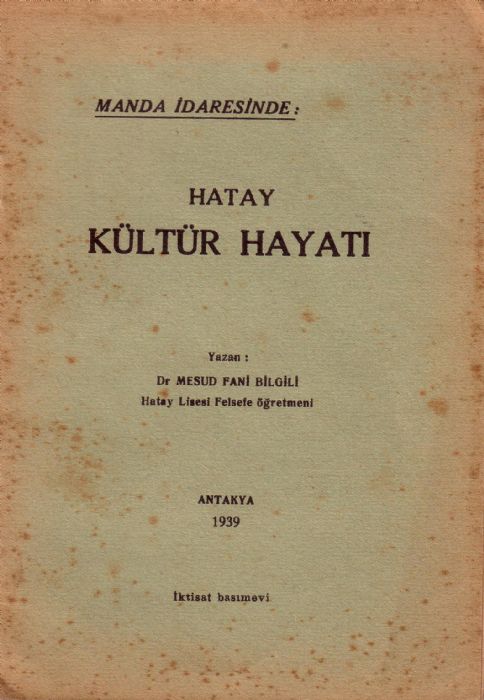 MANDA İDARESİNDE:
HATAY
KÜLTÜR HAYATI
Yazan :
Dr MESUD FANİ BİLGİLİ
Hatay Lisesi Felsefe öğretmeni
ANTAKYA
1939
İktisat basımevi